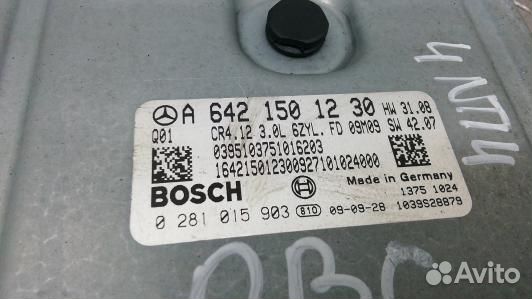 A 642 150 12 30 HW 31.08
Q01 CR4.12 3.0L 6ZYL. FD 09M09 SW 42.07
0395103751016203
164215012300927101024000
Made in Germany
BOSCH 1375 1024
0 281 015 903 810 09-09-28 1039S28879
Avito